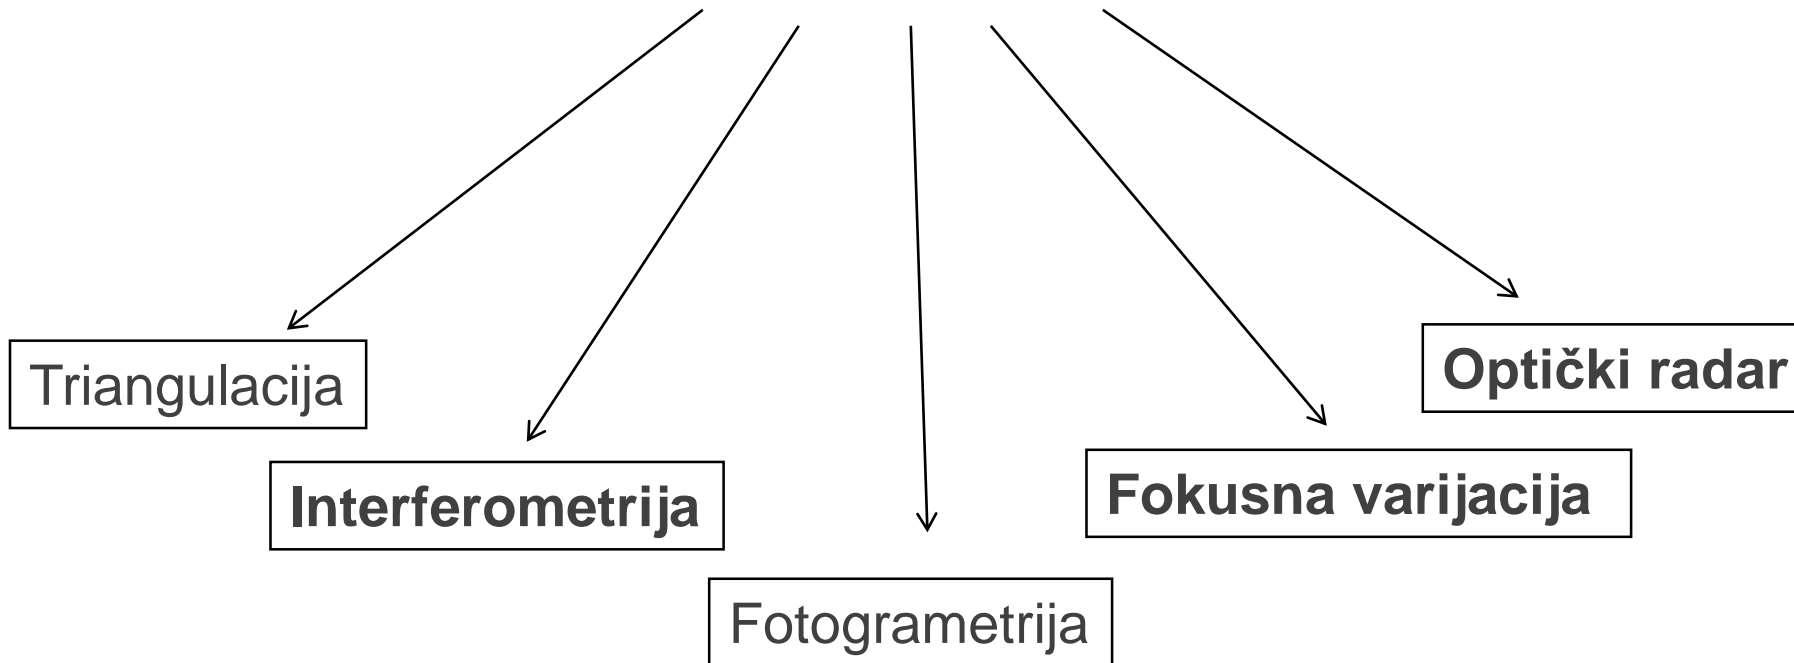 Triangulacija
Interferometrija
Fotogrametrija
Fokusna varijacija
Optički radar